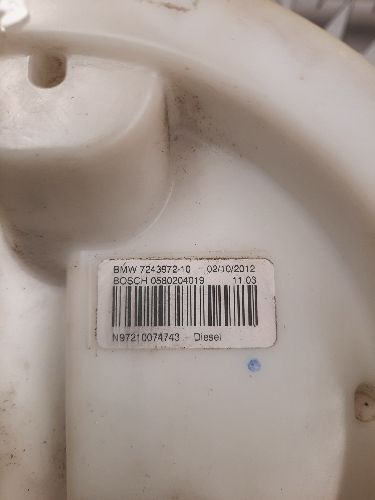 BMW 7243972-10 - 02/10/2012
BOSCH 0580204019 11.03
N97210074743 - Diesel